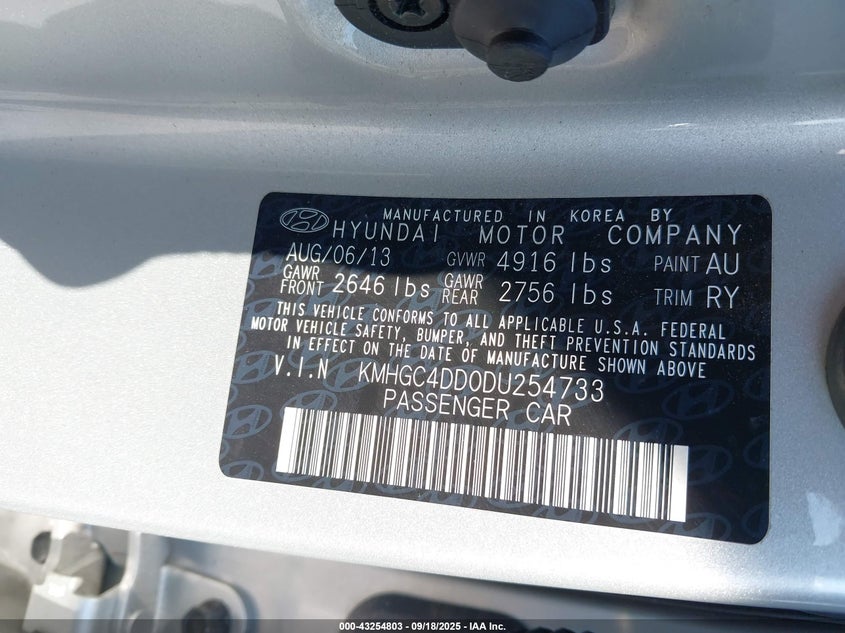 MANUFACTURED IN KOREA BY
HYUNDAI MOTOR COMPANY
AUG/06/13 GVWR 4916 lbs PAINT AU
GAWR FRONT 2646 lbs GAWR REAR 2756 lbs TRIM RY
THIS VEHICLE CONFORMS TO ALL APPLICABLE U.S.A. FEDERAL
MOTOR VEHICLE SAFETY, BUMPER, AND THEFT PREVENTION STANDARDS
IN EFFECT ON THE DATE OF MANUFACTURE SHOWN ABOVE
V.I.N KMHGC4DD0DU254733
PASSENGER CAR
000-43254803 - 09/18/2025 - IAA Inc.